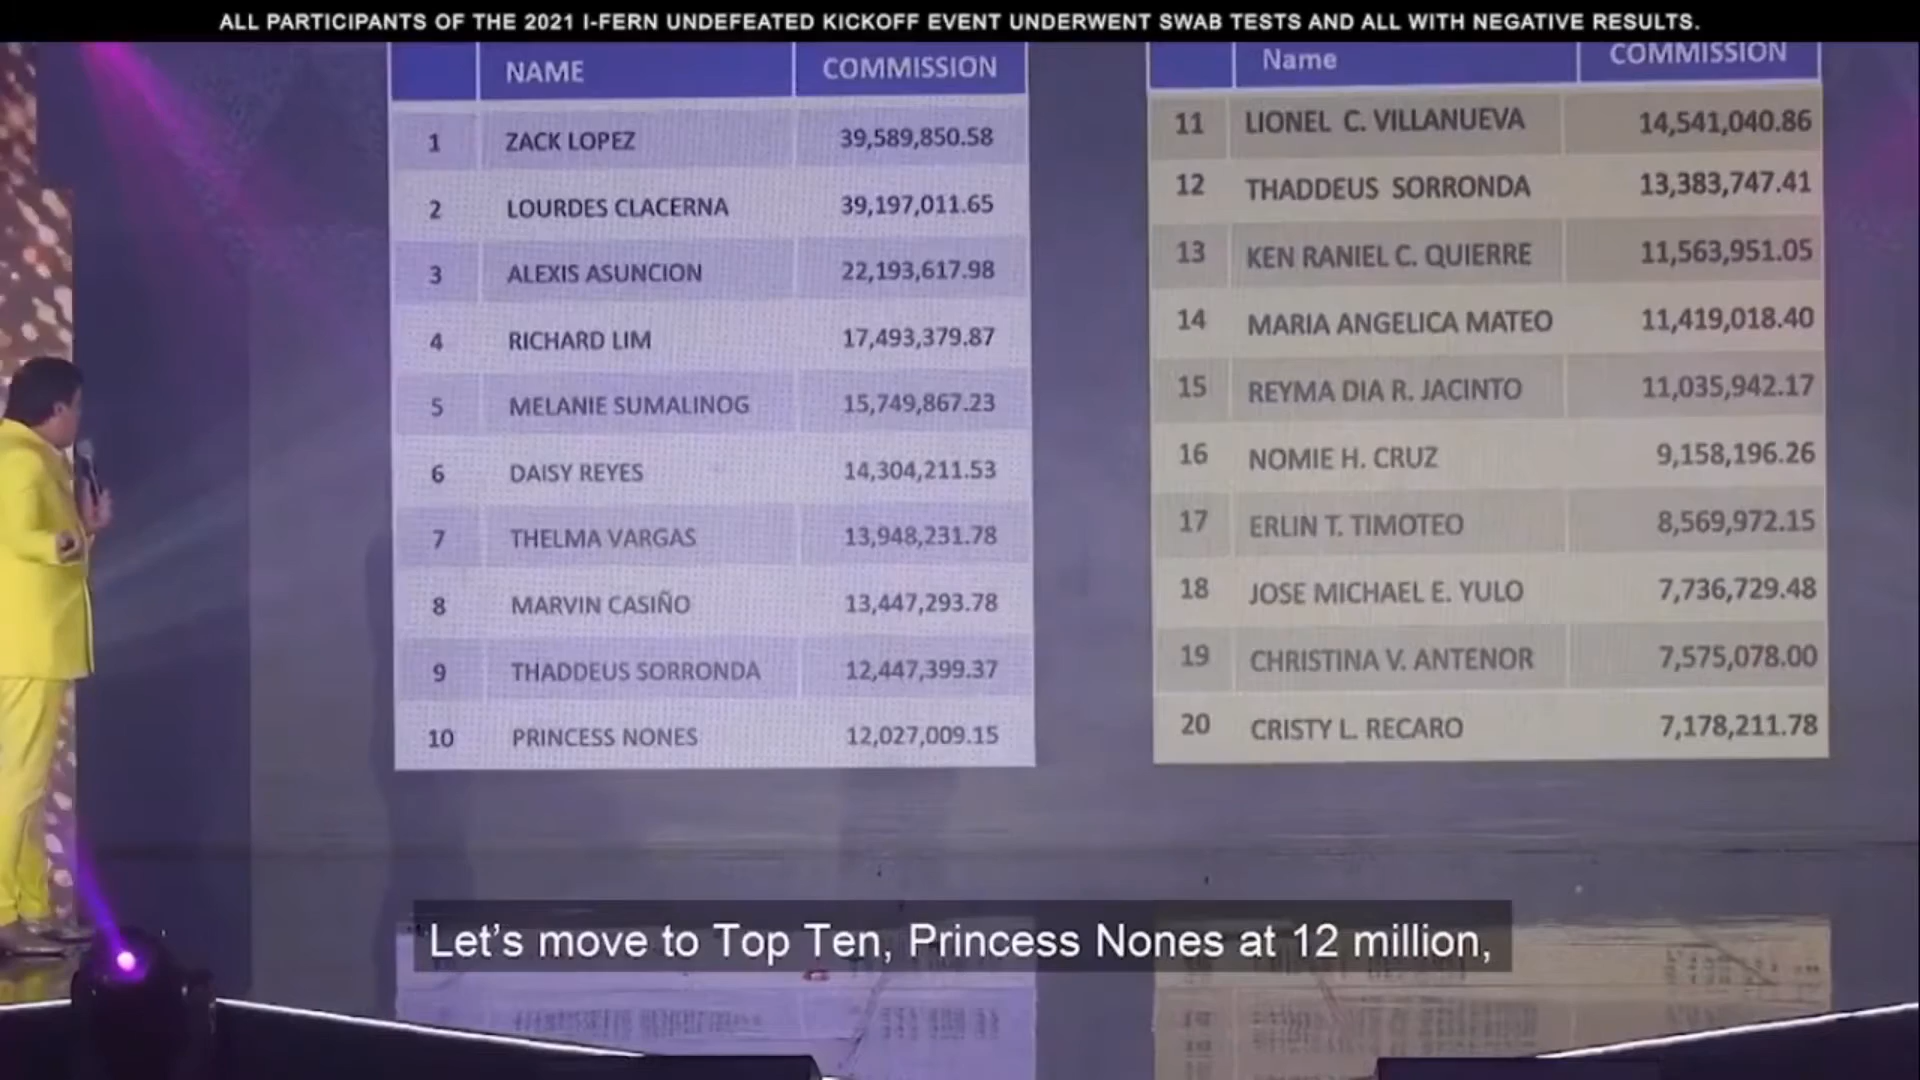 ALL PARTICIPANTS OF THE 2021 I-FERN UNDEFEATED KICKOFF EVENT UNDERWENT SWAB TESTS AND ALL WITH NEGATIVE RESULTS.
NAME COMMISSION
1 ZACK LOPEZ 39,589,850.58
2 LOURDES CLACERNA 39,197,011.65
3 ALEXIS ASUNCION 22,193,617.98
4 RICHARD LIM 17,493,379.87
5 MELANIE SUMALINOG 15,749,867.23
6 DAISY REYES 14,304,211.53
7 THELMA VARGAS 13,948,231.78
8 MARVIN CASIÑO 13,447,293.78
9 THADDEUS SORRONDA 12,447,399.37
10 PRINCESS NONES 12,027,009.15
Name COMMISSION
11 LIONEL C. VILLANUEVA 14,541,040.86
12 THADDEUS SORRONDA 13,383,747.41
13 KEN RANIEL C. QUIERRE 11,563,951.05
14 MARIA ANGELICA MATEO 11,419,018.40
15 REYMA DIA R. JACINTO 11,035,942.17
16 NOMIE H. CRUZ 9,158,196.26
17 ERLIN T. TIMOTEO 8,569,972.15
18 JOSE MICHAEL E. YULO 7,736,729.48
19 CHRISTINA V. ANTENOR 7,575,078.00
20 CRISTY L. RECARO 7,178,211.78
Let's move to Top Ten, Princess Nones at 12 million,